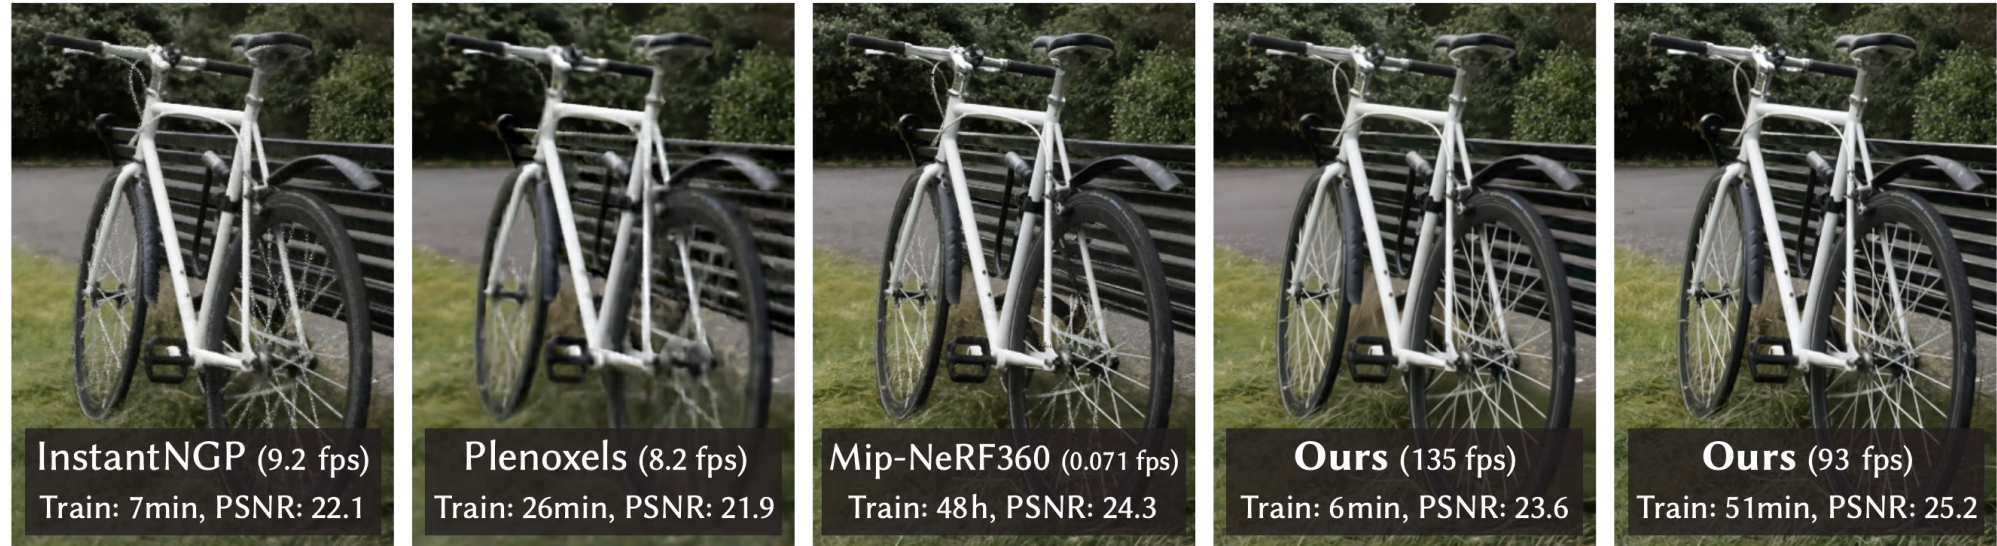 InstantNGP (9.2 fps)
Train: 7min, PSNR: 22.1
Plenoxels (8.2 fps)
Train: 26min, PSNR: 21.9
Mip-NeRF360 (0.071 fps)
Train: 48h, PSNR: 24.3
Ours (135 fps)
Train: 6min, PSNR: 23.6
Ours (93 fps)
Train: 51min, PSNR: 25.2